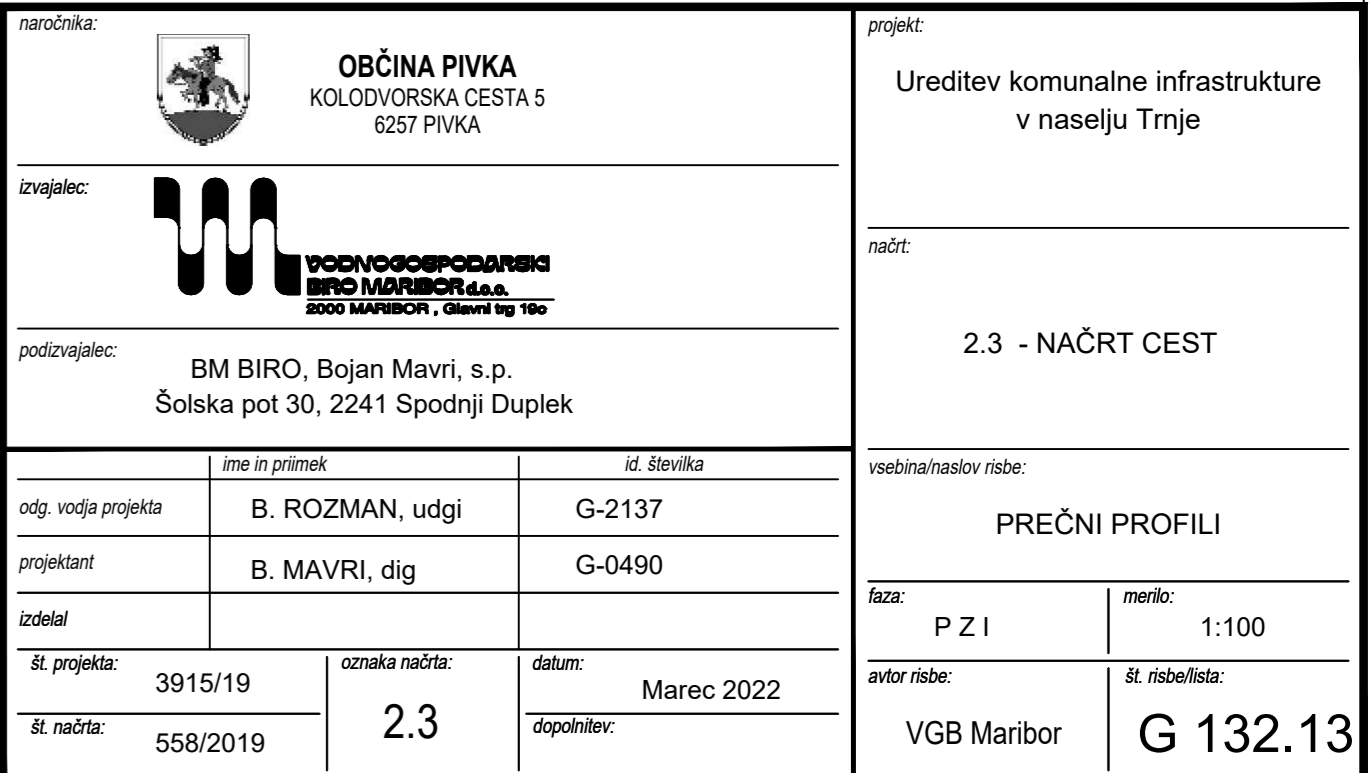 naročnika:
OBČINA PIVKA
KOLODVORSKA CESTA 5
6257 PIVKA
izvajalec:
VODNOGOSPODARSKI
BIRO MARIBOR d.o.o.
2000 MARIBOR , Glavni trg 19c
podizvajalec:
BM BIRO, Bojan Mavri, s.p.
Šolska pot 30, 2241 Spodnji Duplek
ime in priimek
id. številka
odg. vodja projekta
B. ROZMAN, udgi
G-2137
projektant
B. MAVRI, dig
G-0490
izdelal
št. projekta:
3915/19
št. načrta:
558/2019
oznaka načrta:
2.3
datum:
Marec 2022
dopolnitev:
projekt:
Ureditev komunalne infrastrukture
v naselju Trnje
načrt:
2.3 - NAČRT CEST
vsebina/naslov risbe:
PREČNI PROFILI
faza:
P Z I
merilo:
1:100
avtor risbe:
VGB Maribor
št. risbe/lista:
G 132.13